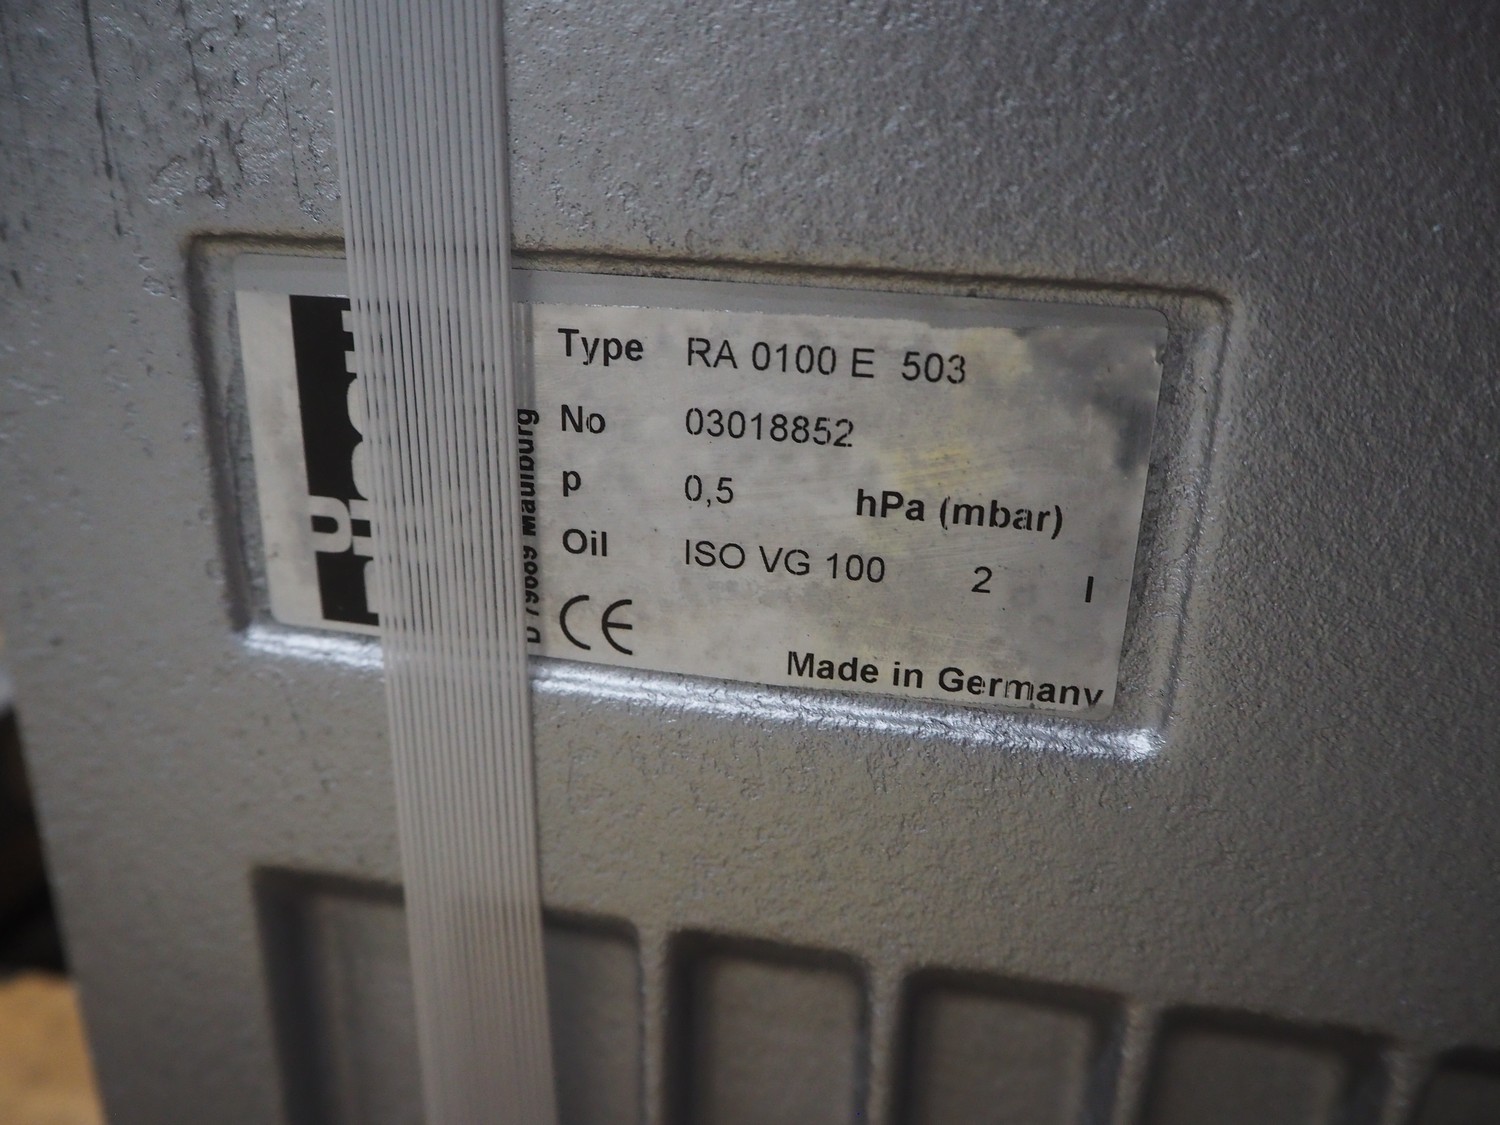 Type RA 0100 E 503
No 03018852
p 0,5 hPa (mbar)
Oil ISO VG 100 2 l
CE
Made in Germany